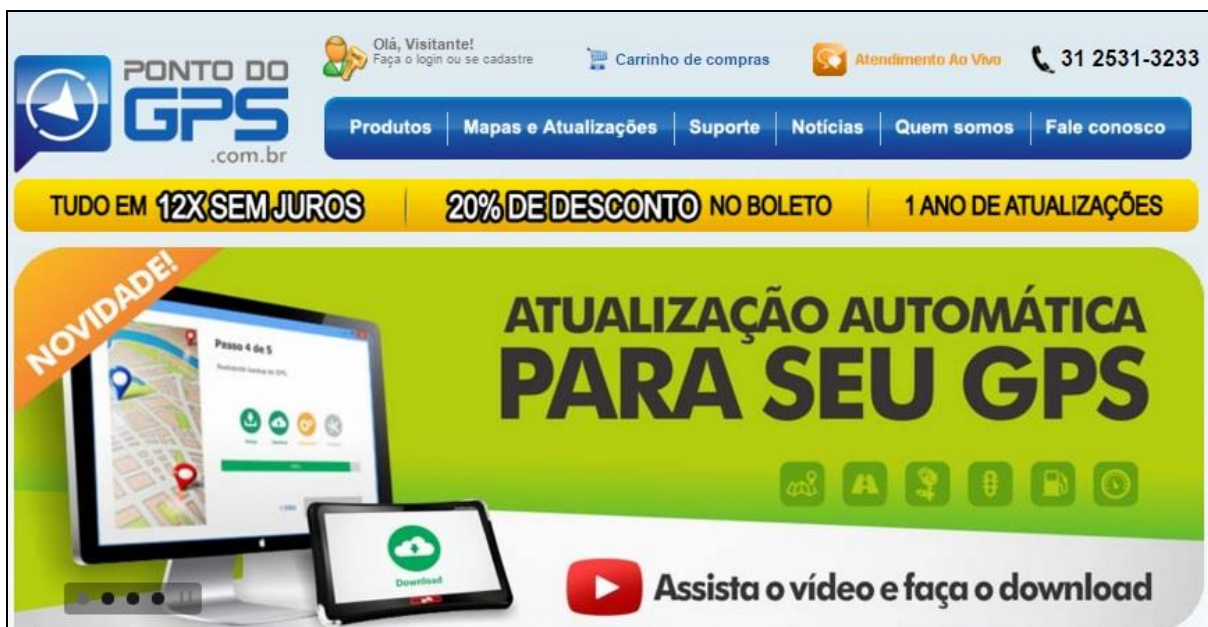 PONTO DO
GPS
.com.br
Olá, Visitante!
Faça o login ou se cadastre
Carrinho de compras
Atendimento Ao Vivo
31 2531-3233
Produtos
Mapas e Atualizações
Suporte
Notícias
Quem somos
Fale conosco
TUDO EM 12X SEM JUROS
20% DE DESCONTO NO BOLETO
1 ANO DE ATUALIZAÇÕES
NOVIDADE!
ATUALIZAÇÃO AUTOMÁTICA
PARA SEU GPS
Passo 4 de 5
Download
Assista o vídeo e faça o download